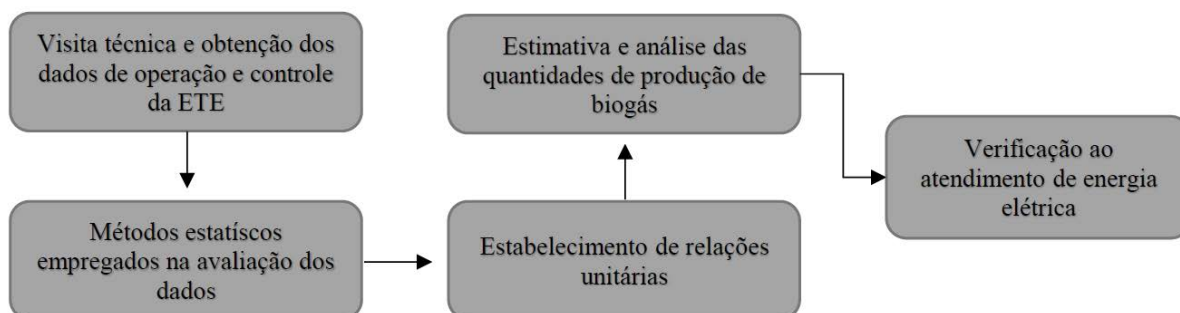 Visita técnica e obtenção dos
dados de operação e controle
da ETE
Métodos estatíscos
empregados na avaliação dos
dados
Estabelecimento de relações
unitárias
Estimativa e análise das
quantidades de produção de
biogás
Verificação ao
atendimento de energia
elétrica